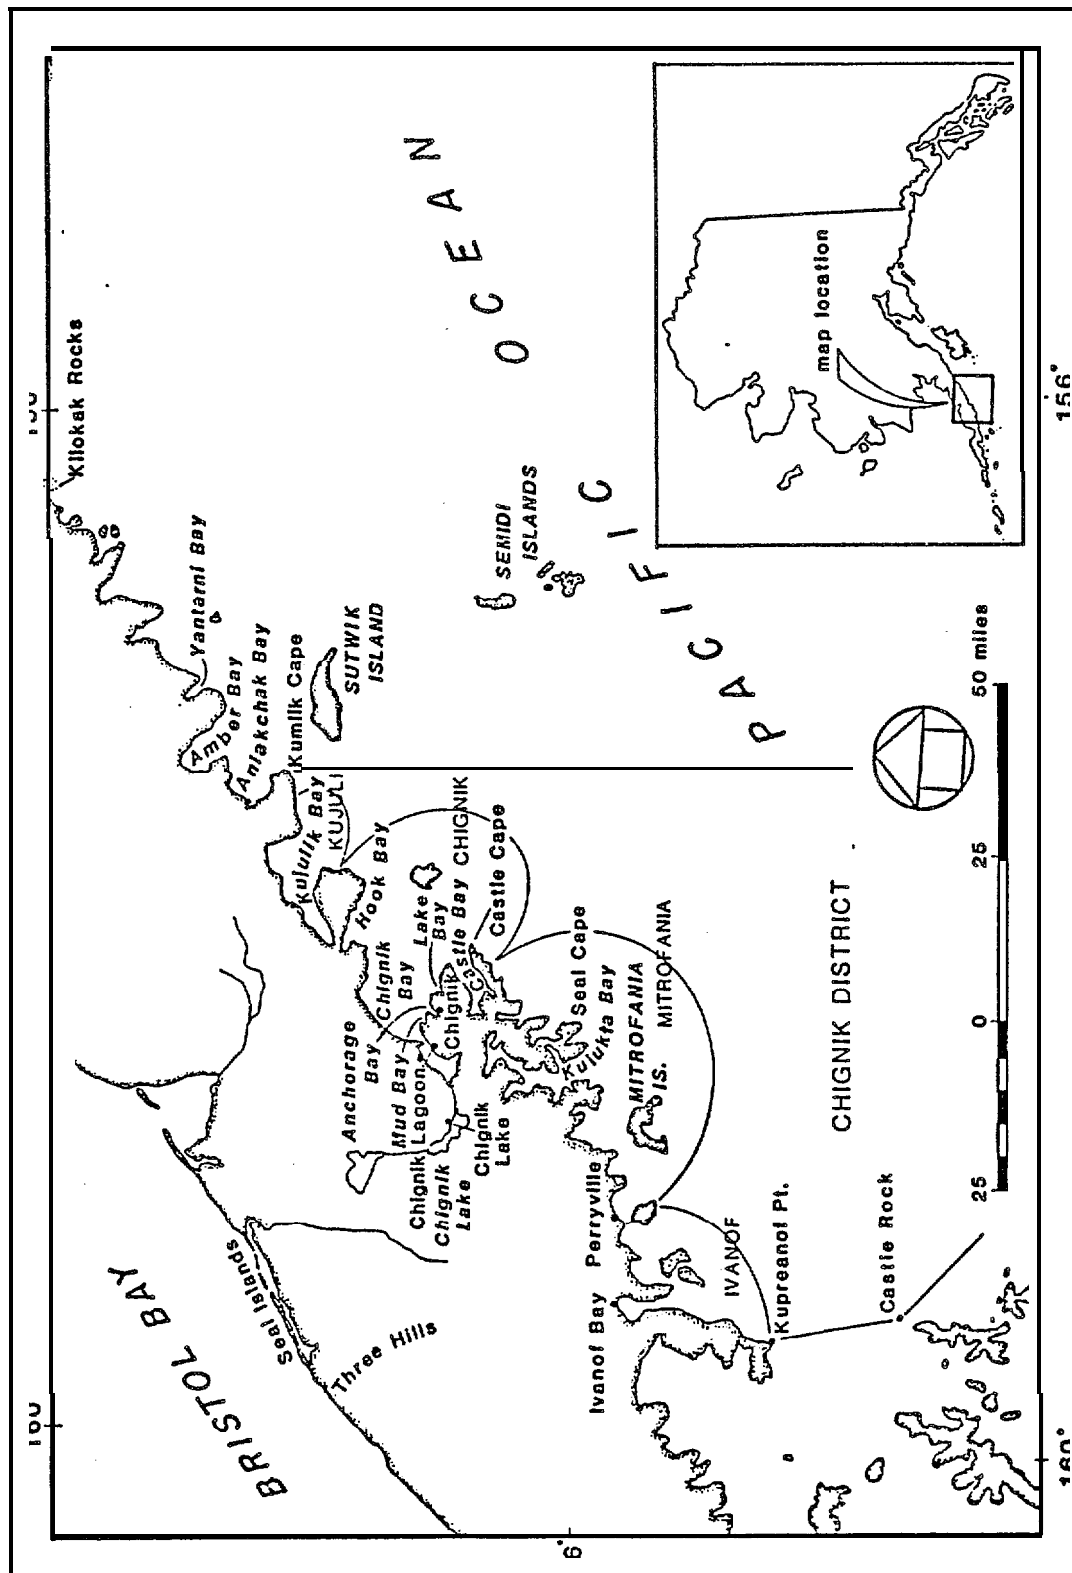 BRISTOL BAY
Seal Islands
Three Hills
Kilokak Rocks
Yantarni Bay
Amber Bay
Aniakchak Bay
Kumlik Cape
SUTWIK
ISLAND
SEMIDI
ISLANDS
PACIFIC OCEAN
Kujulik Bay
KUJULI
Hook Bay
Chignik
Bay
Lake
Bay
Castle Bay
CHIGNIK
Castle Cape
Anchorage
Bay
Mud Bay
Chignik
Chignik
Lagoon
Chignik
Lake
Chignik
Lake
Seal Cape
Kulukta Bay
MITROFANIA
IS.
MITROFANIA
Perryville
Ivanof Bay
IVANOF
Kupreanof Pt.
Castle Rock
CHIGNIK DISTRICT
25 0 25 50 miles
map location
156°
160°